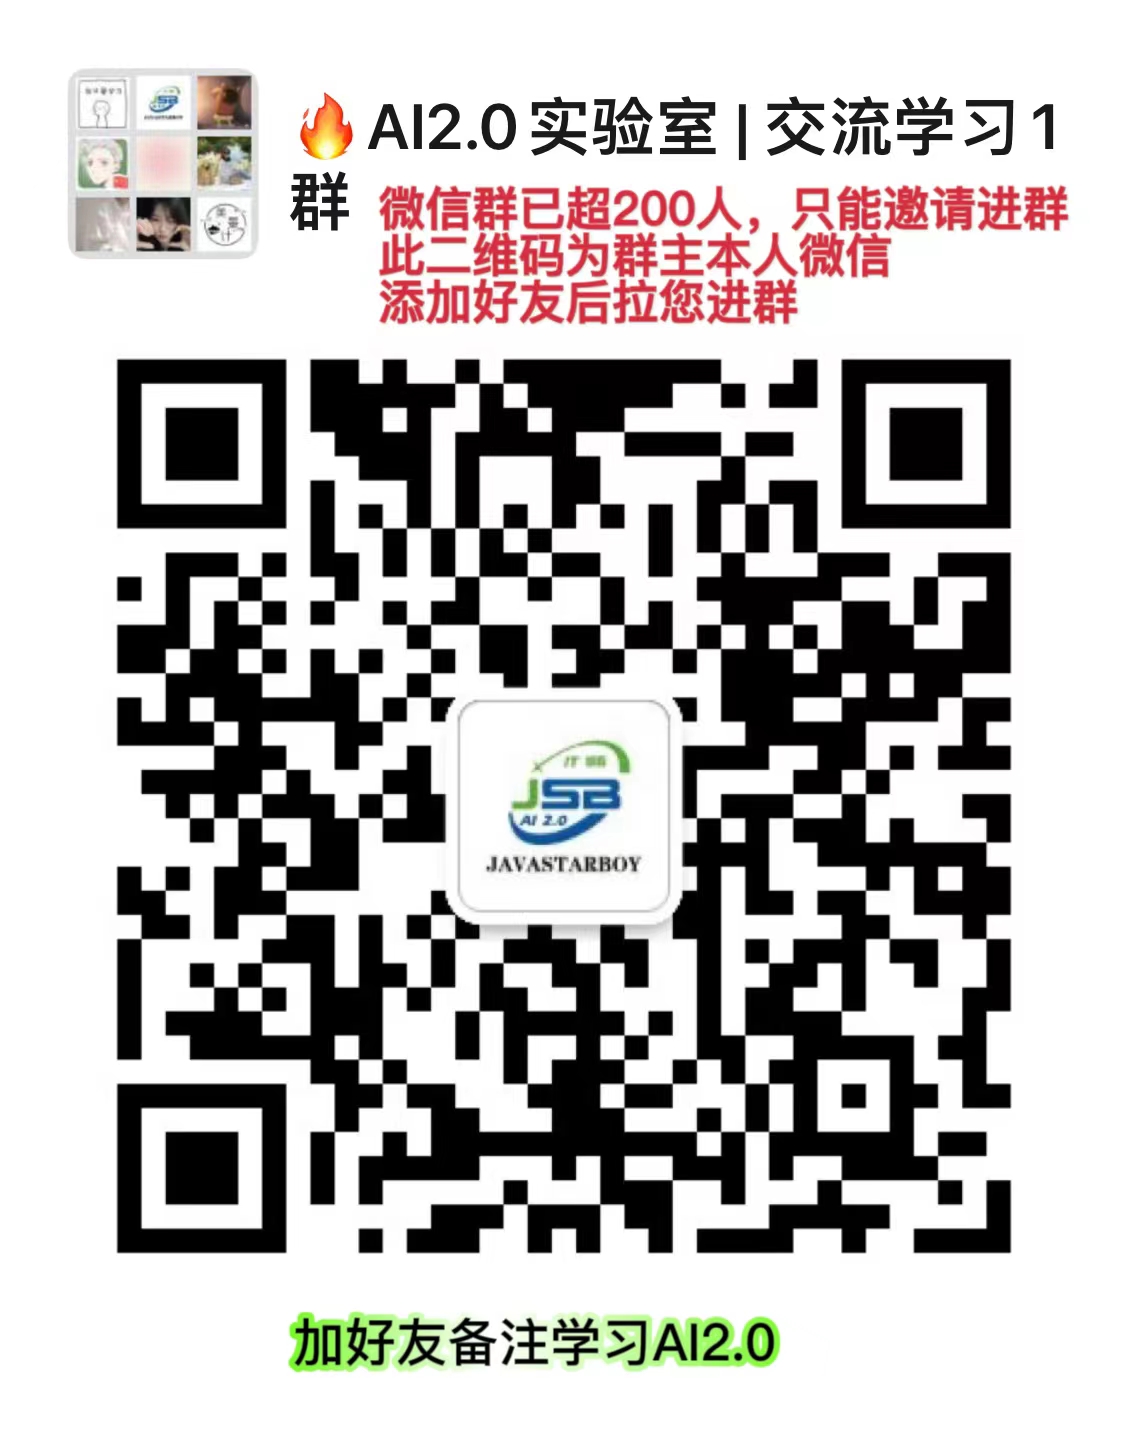 🔥AI2.0实验室 | 交流学习1
群
微信群已超200人，只能邀请进群
此二维码为群主本人微信
添加好友后拉您进群
JSB
AI 2.0
JAVASTARBOY
加好友备注学习AI2.0